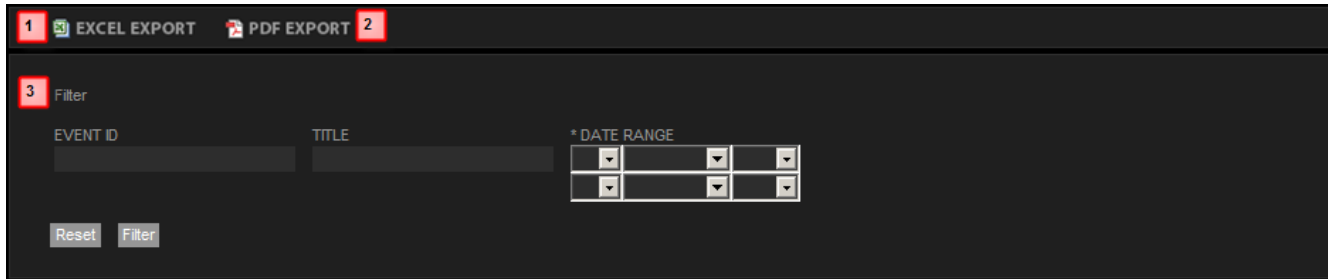 1 EXCEL EXPORT PDF EXPORT 2
3 Filter
EVENT ID TITLE * DATE RANGE
Reset Filter